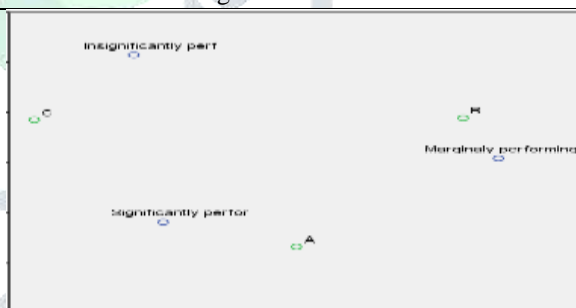 Insignificantly perf
C
B
Marginaly performing
Significantly perfor
A